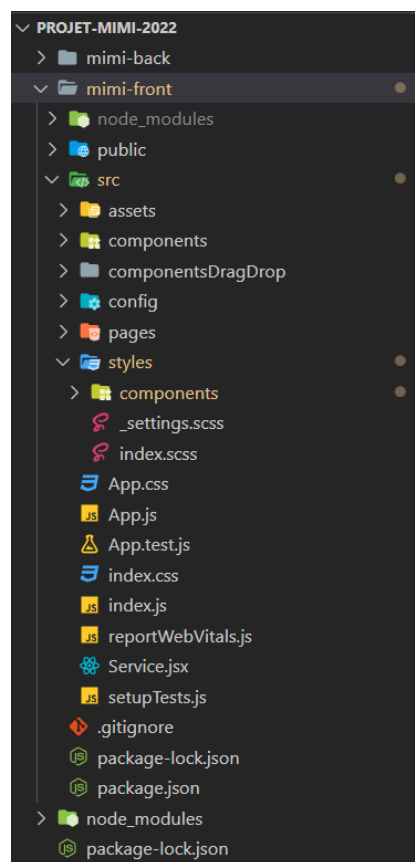 PROJET-MIMI-2022
mimi-back
mimi-front
node_modules
public
src
assets
components
componentsDragDrop
config
pages
styles
components
_settings.scss
index.scss
App.css
App.js
App.test.js
index.css
index.js
reportWebVitals.js
Service.jsx
setupTests.js
.gitignore
package-lock.json
package.json
node_modules
package-lock.json